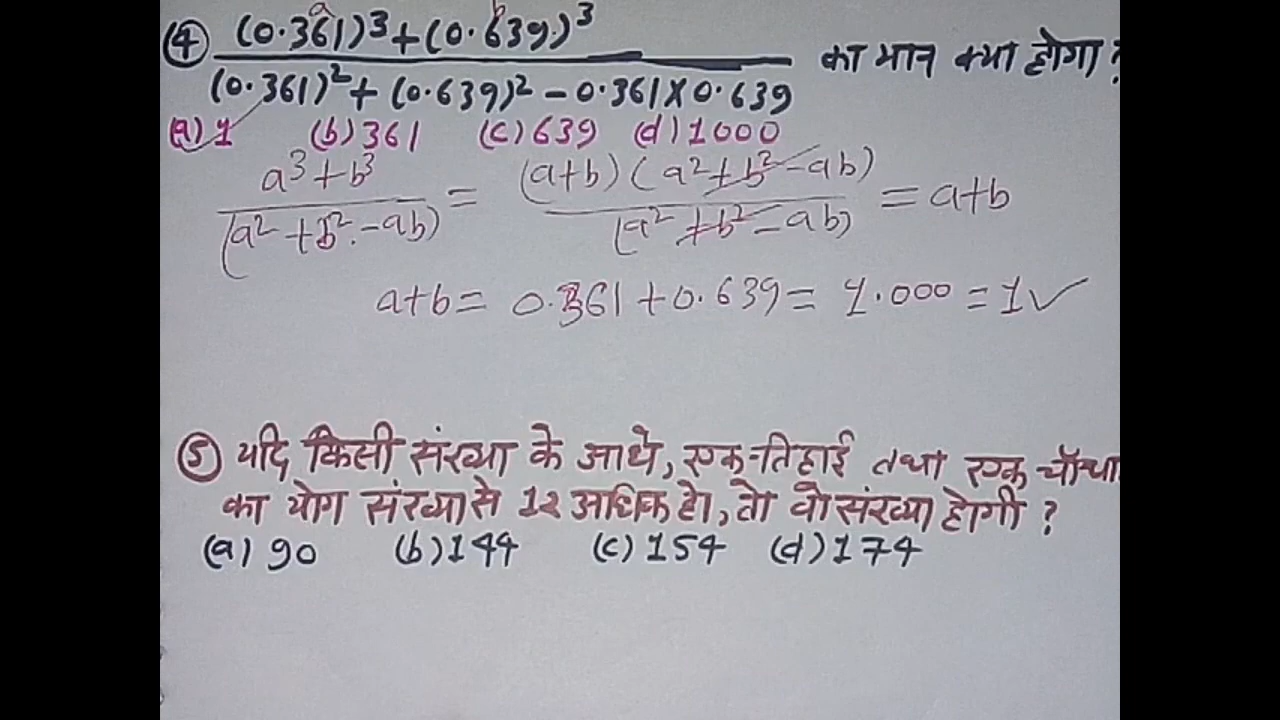 ④ (0.361)³+(0.639)³ / (0.361)²+(0.639)² - 0.361×0.639 का मान क्या होगा ?
(a) 1 (b) 361 (c) 639 (d) 1000
a³+b³ / (a²+b²-ab) = (a+b)(a²+b²-ab) / (a²+b²-ab) = a+b
a+b = 0.361+0.639 = 1.000 = 1✓
⑤ यदि किसी संख्या के आधे, एक-तिहाई तथा एक चौथा
का योग संख्या से 12 अधिक हो, तो वो संख्या होगी ?
(a) 90 (b) 144 (c) 154 (d) 174